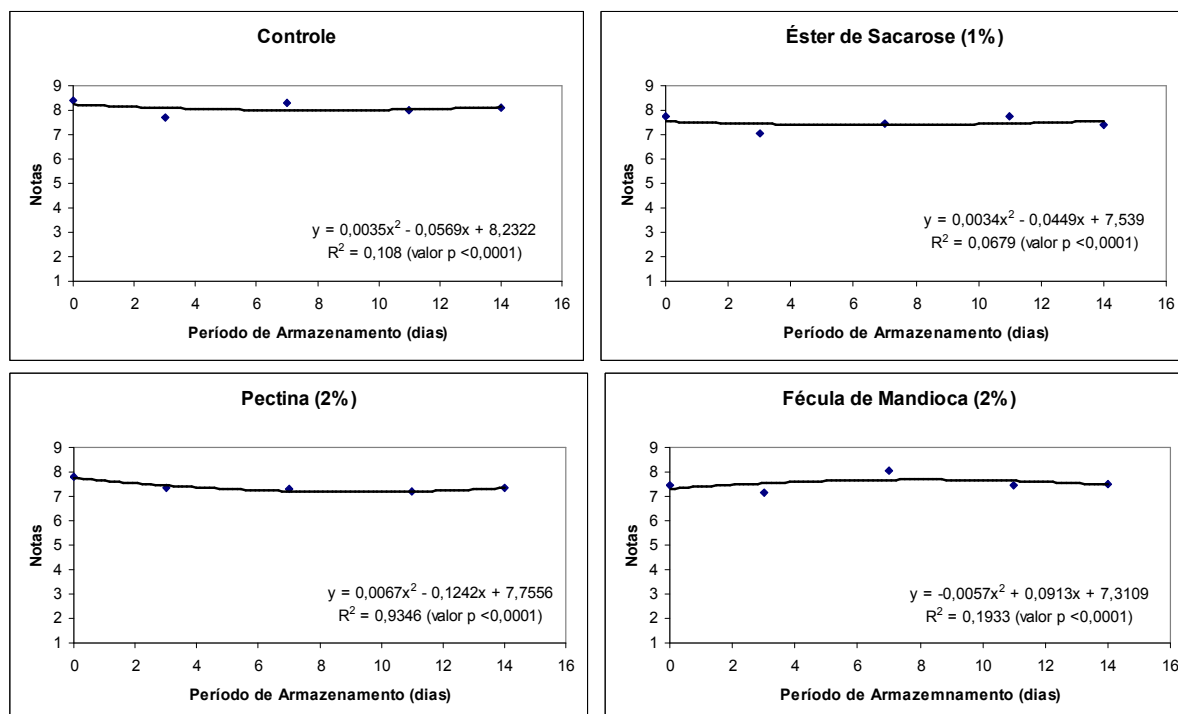 Controle
9
8
7
6
5
4
3
2
1
Notas
y = 0,0035x² - 0,0569x + 8,2322
R² = 0,108 (valor p <0,0001)
0 2 4 6 8 10 12 14 16
Período de Armazenamento (dias)
Éster de Sacarose (1%)
9
8
7
6
5
4
3
2
1
Notas
y = 0,0034x² - 0,0449x + 7,539
R² = 0,0679 (valor p <0,0001)
0 2 4 6 8 10 12 14 16
Período de Armazenamento (dias)
Pectina (2%)
9
8
7
6
5
4
3
2
1
Notas
y = 0,0067x² - 0,1242x + 7,7556
R² = 0,9346 (valor p <0,0001)
0 2 4 6 8 10 12 14 16
Período de Armazenamento (dias)
Fécula de Mandioca (2%)
9
8
7
6
5
4
3
2
1
Notas
y = -0,0057x² + 0,0913x + 7,3109
R² = 0,1933 (valor p <0,0001)
0 2 4 6 8 10 12 14 16
Período de Armazemnamento (dias)